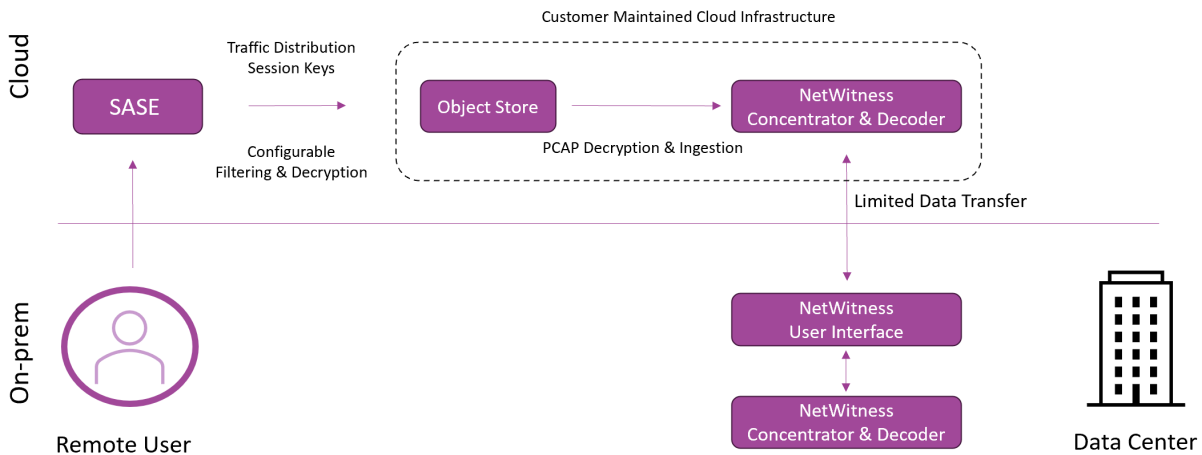 Cloud
Customer Maintained Cloud Infrastructure
Traffic Distribution
Session Keys
SASE
Object Store
NetWitness
Concentrator & Decoder
Configurable
Filtering & Decryption
PCAP Decryption & Ingestion
Limited Data Transfer
On-prem
NetWitness
User Interface
NetWitness
Concentrator & Decoder
Remote User
Data Center